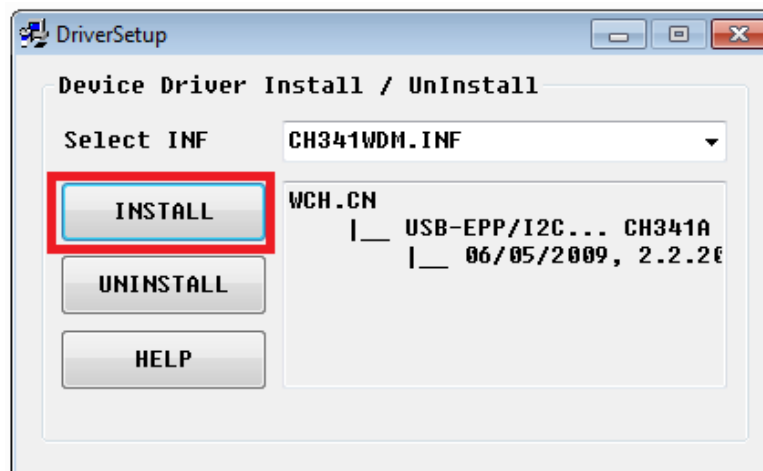 DriverSetup
Device Driver Install / UnInstall
Select INF
CH341WDM.INF
INSTALL
UNINSTALL
HELP
WCH.CN
|__ USB-EPP/I2C... CH341A
|__ 06/05/2009, 2.2.20